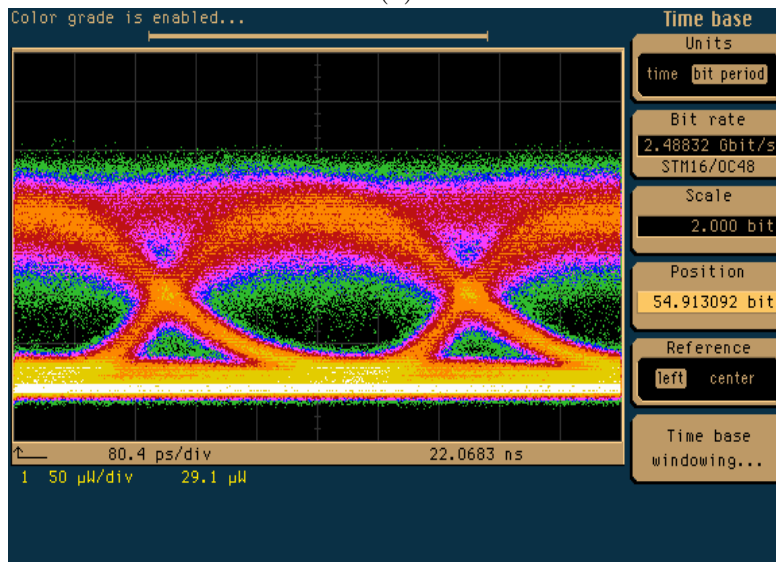 Color grade is enabled...
Time base
Units
time bit period
Bit rate
2.48832 Gbit/s
STM16/OC48
Scale
2.000 bit
Position
54.913092 bit
Reference
left center
Time base
windowing...
80.4 ps/div 22.0683 ns
1 50 µW/div 29.1 µW